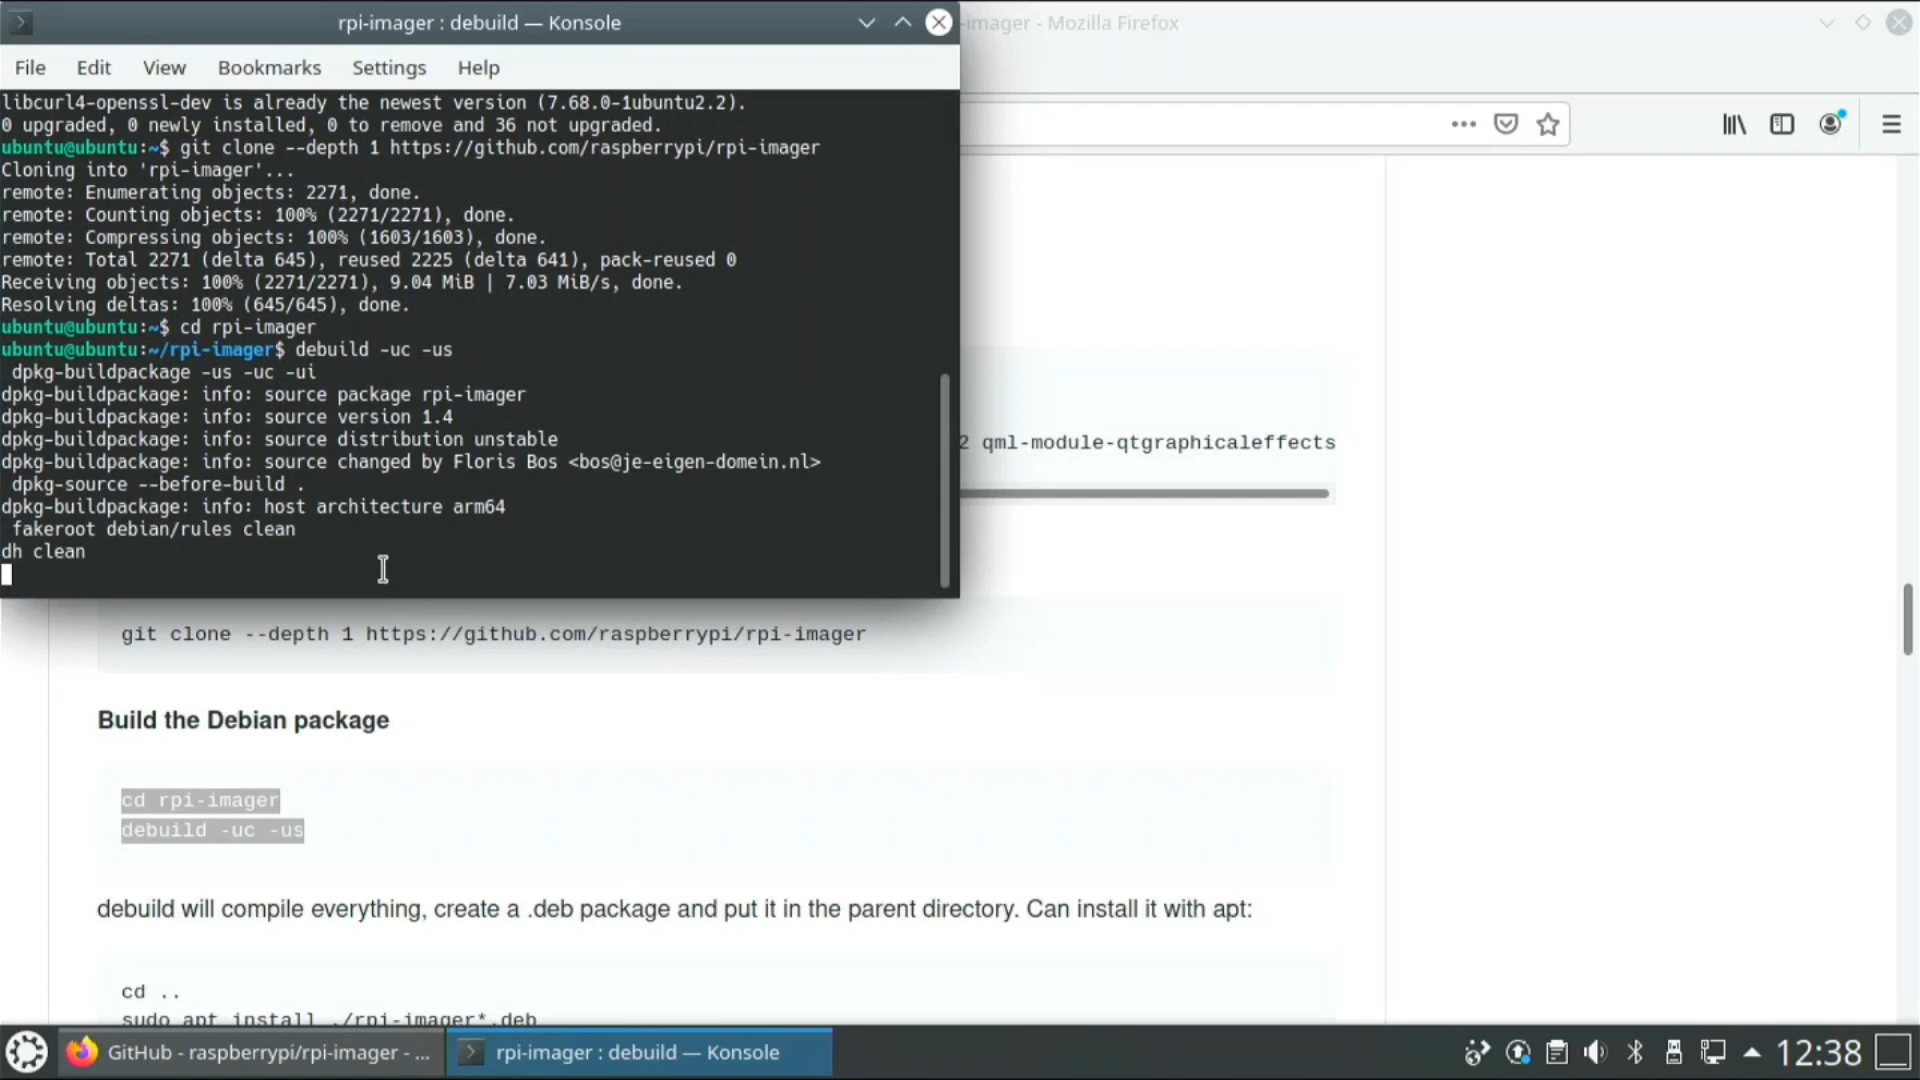 rpi-imager : debuild — Konsole
-imager - Mozilla Firefox
File Edit View Bookmarks Settings Help
libcurl4-openssl-dev is already the newest version (7.68.0-1ubuntu2.2).
0 upgraded, 0 newly installed, 0 to remove and 36 not upgraded.
ubuntu@ubuntu:~$ git clone --depth 1 https://github.com/raspberrypi/rpi-imager
Cloning into 'rpi-imager'...
remote: Enumerating objects: 2271, done.
remote: Counting objects: 100% (2271/2271), done.
remote: Compressing objects: 100% (1603/1603), done.
remote: Total 2271 (delta 645), reused 2225 (delta 641), pack-reused 0
Receiving objects: 100% (2271/2271), 9.04 MiB | 7.03 MiB/s, done.
Resolving deltas: 100% (645/645), done.
ubuntu@ubuntu:~$ cd rpi-imager
ubuntu@ubuntu:~/rpi-imager$ debuild -uc -us
dpkg-buildpackage -us -uc -ui
dpkg-buildpackage: info: source package rpi-imager
dpkg-buildpackage: info: source version 1.4
dpkg-buildpackage: info: source distribution unstable
dpkg-buildpackage: info: source changed by Floris Bos <bos@je-eigen-domein.nl>
dpkg-source --before-build .
dpkg-buildpackage: info: host architecture arm64
fakeroot debian/rules clean
dh clean
2 qml-module-qtgraphicaleffects
git clone --depth 1 https://github.com/raspberrypi/rpi-imager
Build the Debian package
cd rpi-imager
debuild -uc -us
debuild will compile everything, create a .deb package and put it in the parent directory. Can install it with apt:
cd ..
sudo apt install ./rpi-imager*.deb
GitHub - raspberrypi/rpi-imager - ...
rpi-imager : debuild — Konsole
12:38